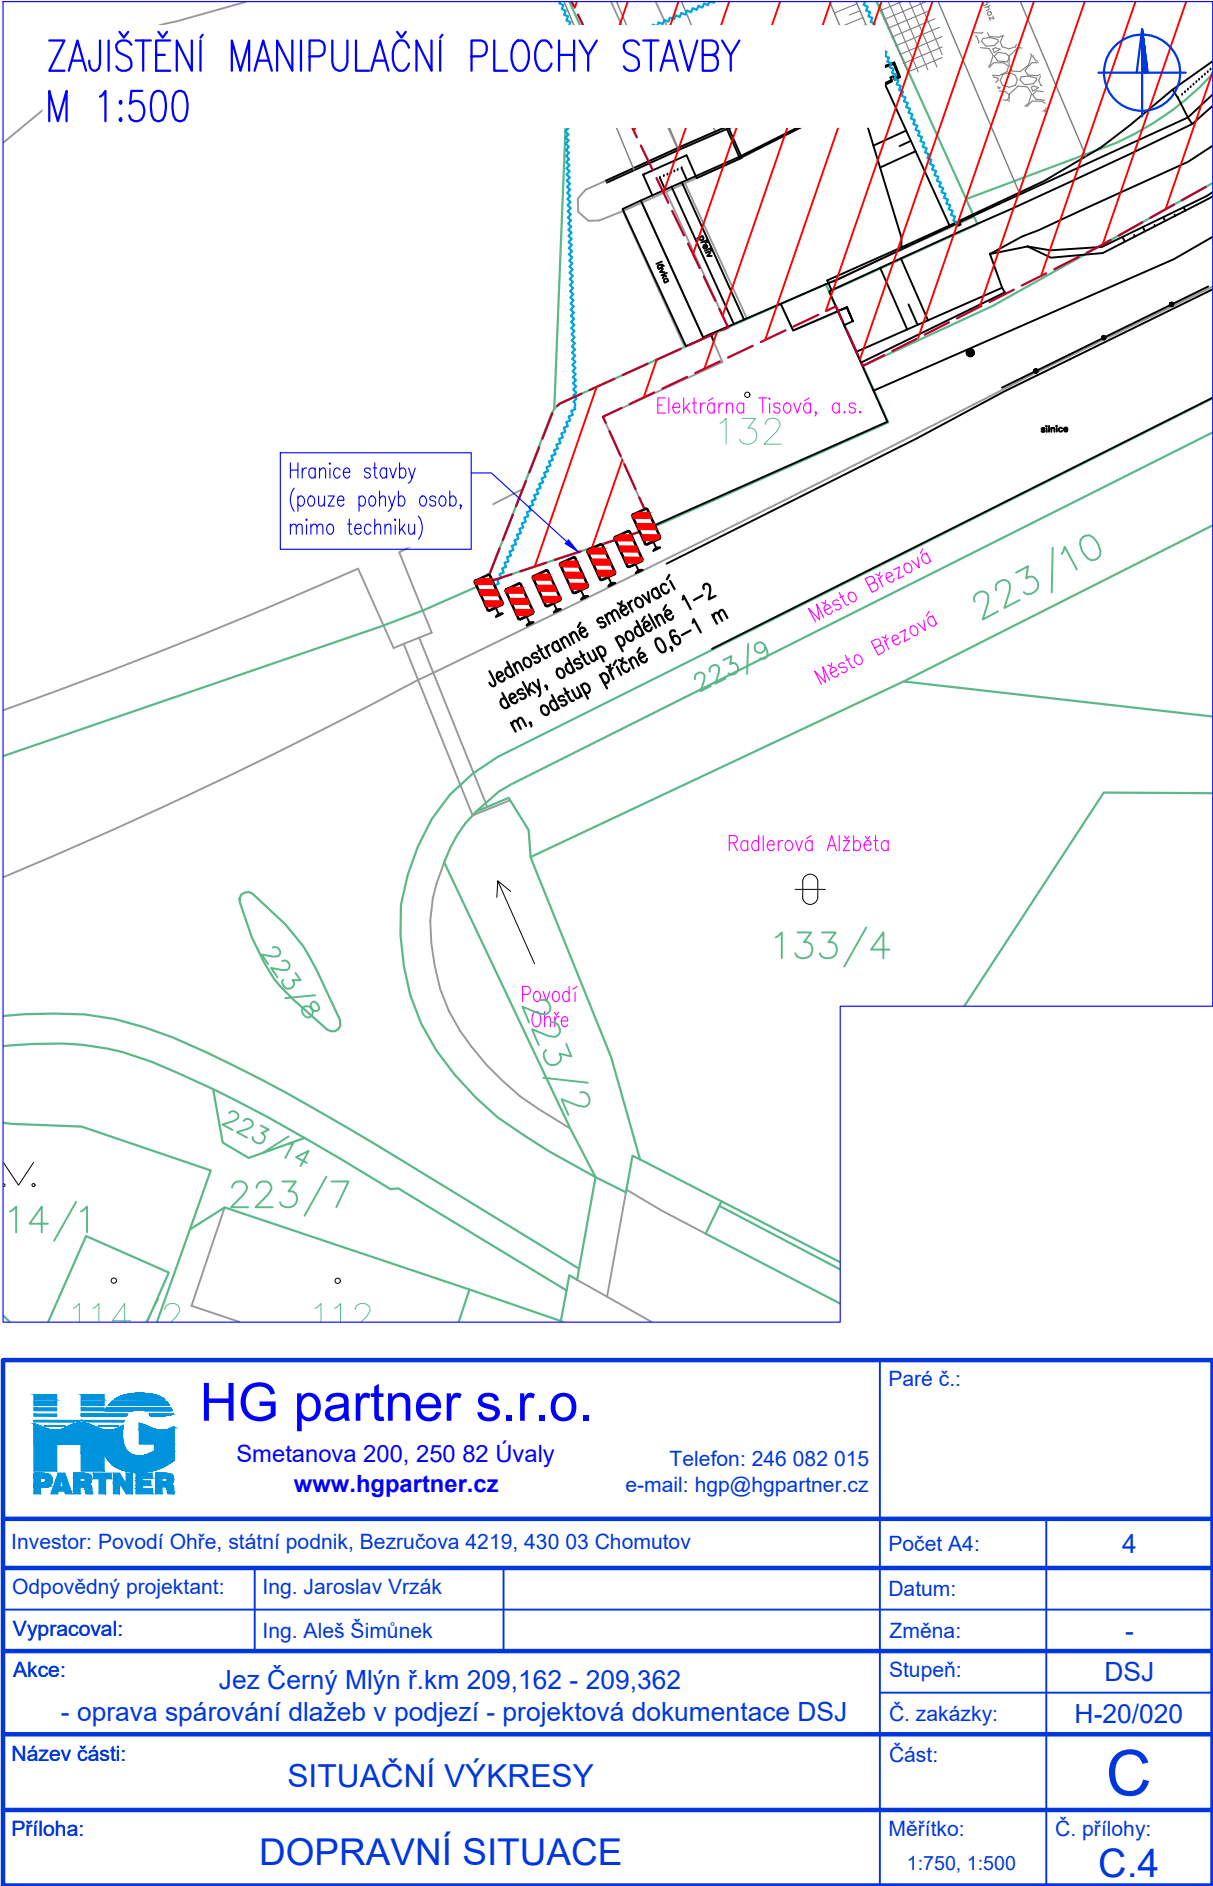 ZAJIŠTĚNÍ MANIPULAČNÍ PLOCHY STAVBY
M 1:500
lávka
přeliv
Elektrárna Tisová, a.s.
132
silnice
Hranice stavby
(pouze pohyb osob,
mimo techniku)
Jednostranné směrovací
desky, odstup podélné 1-2
m, odstup příčné 0,6-1 m
Město Březová
223/10
223/9
Město Březová
Radlerová Alžběta
133/4
223/8
Povodí
Ohře
223/2
223/14
223/7
14/1
112
HG
PARTNER
HG partner s.r.o.
Smetanova 200, 250 82 Úvaly
www.hgpartner.cz
Telefon: 246 082 015
e-mail: hgp@hgpartner.cz
Paré č.:
Investor: Povodí Ohře, státní podnik, Bezručova 4219, 430 03 Chomutov
Počet A4: 4
Odpovědný projektant: Ing. Jaroslav Vrzák
Datum:
Vypracoval: Ing. Aleš Šimůnek
Změna: -
Akce: Jez Černý Mlýn ř.km 209,162 - 209,362
- oprava spárování dlažeb v podjezí - projektová dokumentace DSJ
Stupeň: DSJ
Č. zakázky: H-20/020
Název části: SITUAČNÍ VÝKRESY
Část: C
Příloha: DOPRAVNÍ SITUACE
Měřítko: 1:750, 1:500
Č. přílohy: C.4